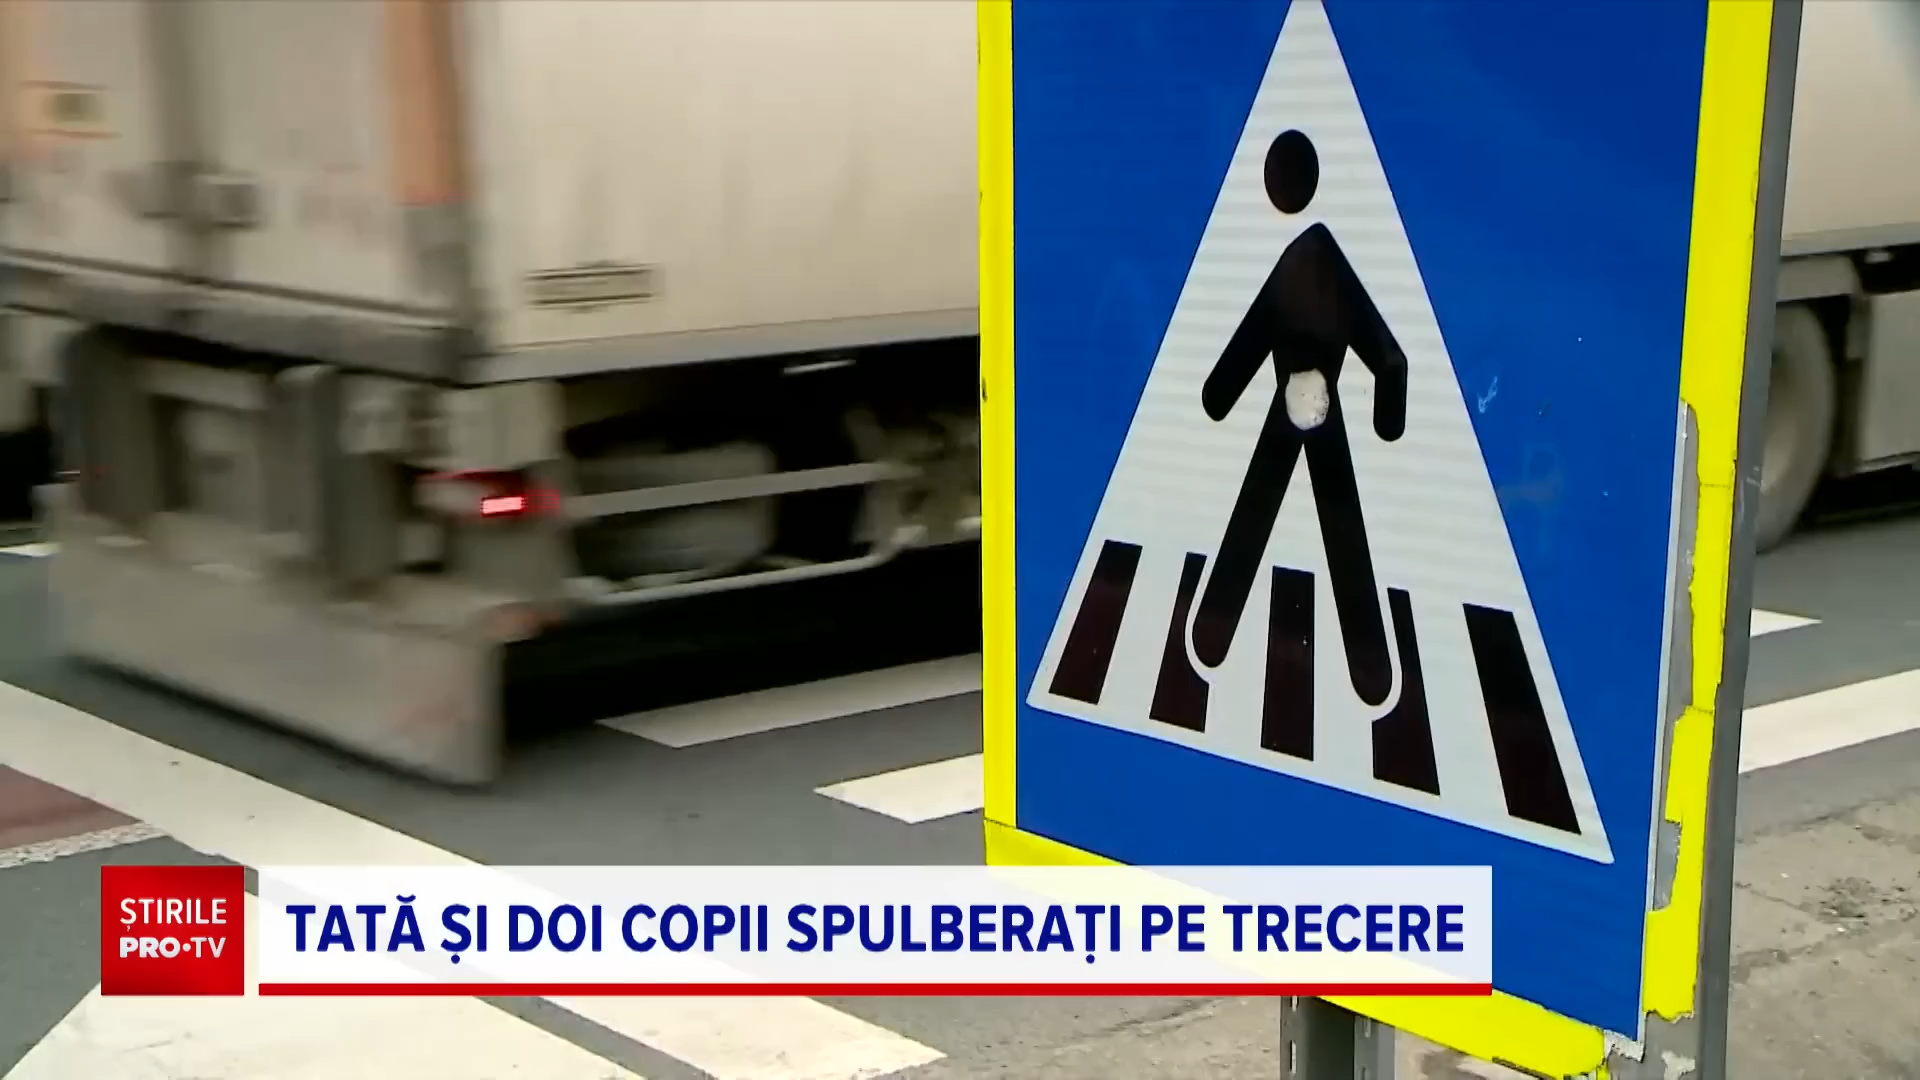 ȘTIRILE
PRO•TV
TATĂ ȘI DOI COPII SPULBERAȚI PE TRECERE